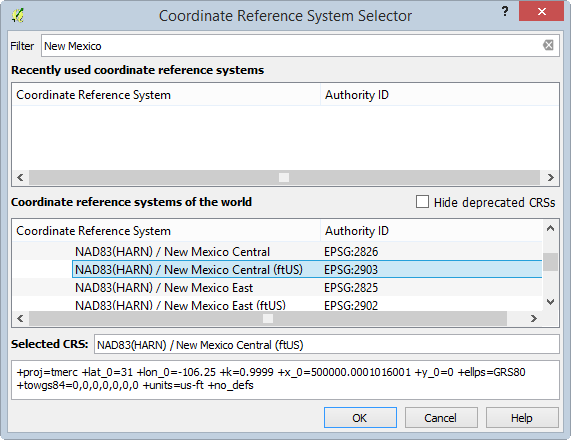 Coordinate Reference System Selector
? ×
Filter New Mexico
Recently used coordinate reference systems
Coordinate Reference System Authority ID
Coordinate reference systems of the world Hide deprecated CRSs
Coordinate Reference System Authority ID
NAD83(HARN) / New Mexico Central EPSG:2826
NAD83(HARN) / New Mexico Central (ftUS) EPSG:2903
NAD83(HARN) / New Mexico East EPSG:2825
NAD83(HARN) / New Mexico East (ftUS) EPSG:2902
Selected CRS: NAD83(HARN) / New Mexico Central (ftUS)
+proj=tmerc +lat_0=31 +lon_0=-106.25 +k=0.9999 +x_0=500000.0001016001 +y_0=0 +ellps=GRS80
+towgs84=0,0,0,0,0,0,0 +units=us-ft +no_defs
OK Cancel Help